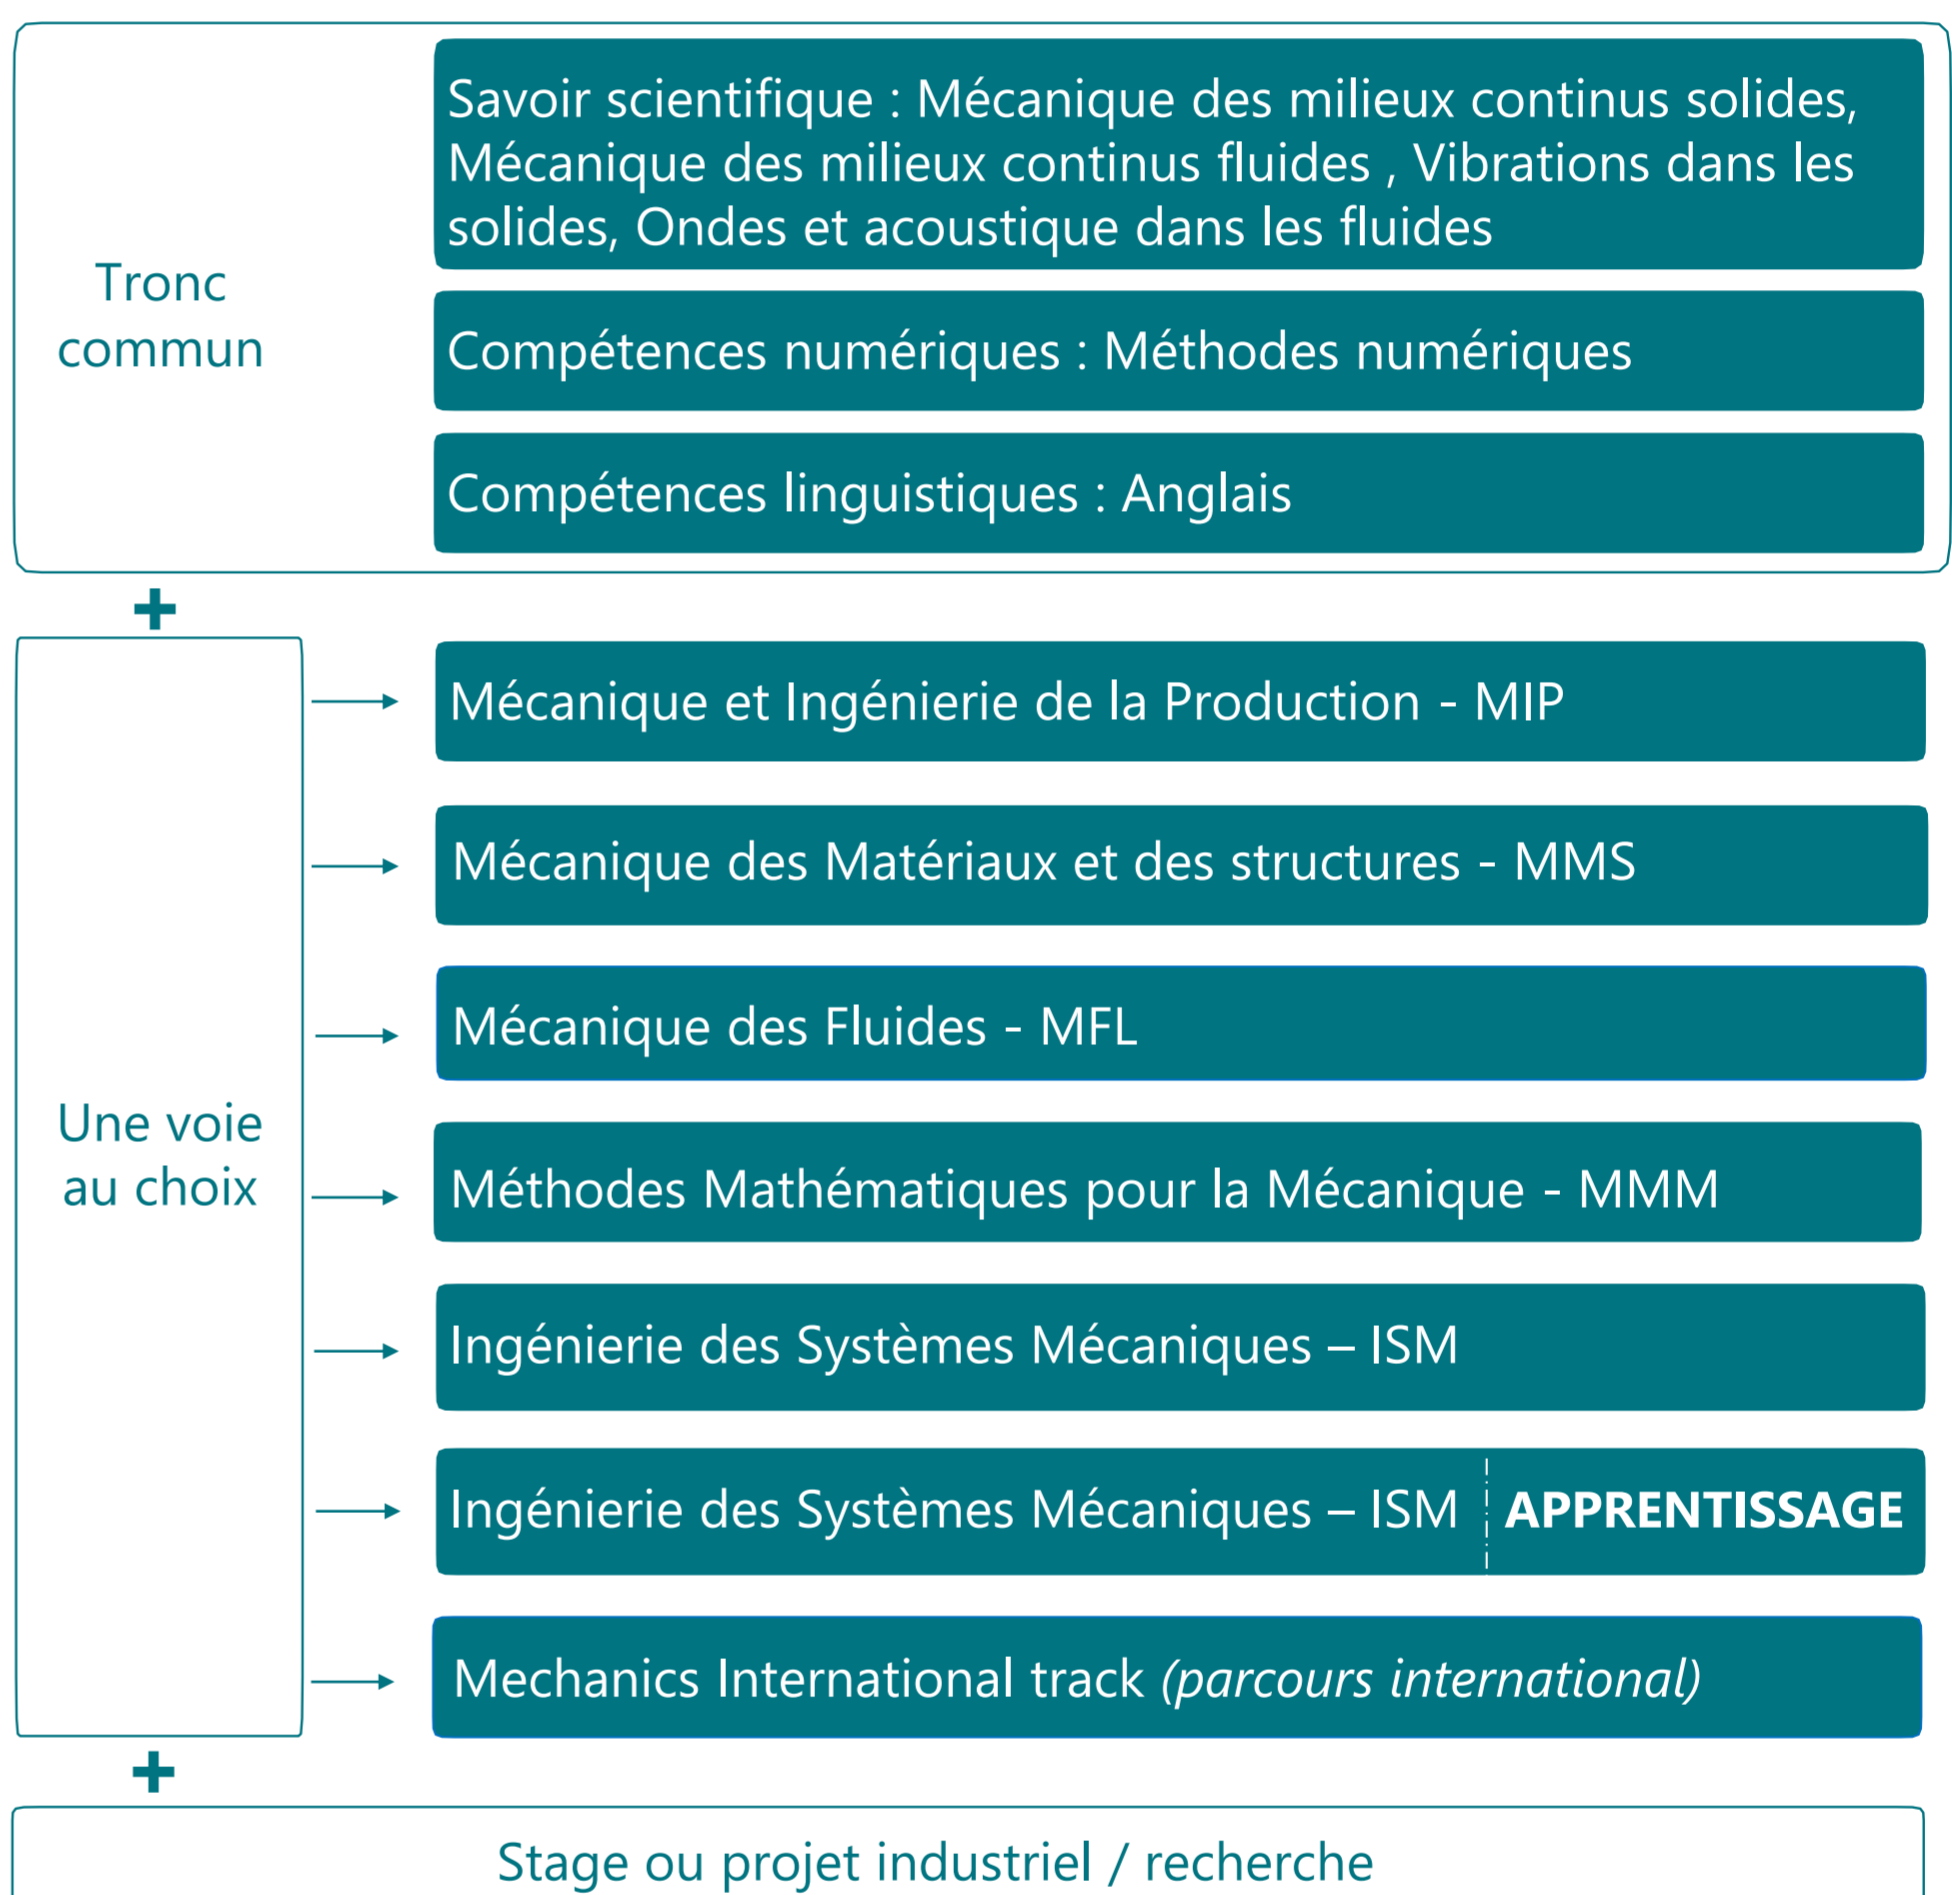 Tronc
commun
Savoir scientifique : Mécanique des milieux continus solides,
Mécanique des milieux continus fluides , Vibrations dans les
solides, Ondes et acoustique dans les fluides
Compétences numériques : Méthodes numériques
Compétences linguistiques : Anglais
+
Une voie
au choix
Mécanique et Ingénierie de la Production - MIP
Mécanique des Matériaux et des structures - MMS
Mécanique des Fluides - MFL
Méthodes Mathématiques pour la Mécanique - MMM
Ingénierie des Systèmes Mécaniques – ISM
Ingénierie des Systèmes Mécaniques – ISM APPRENTISSAGE
Mechanics International track (parcours international)
+
Stage ou projet industriel / recherche